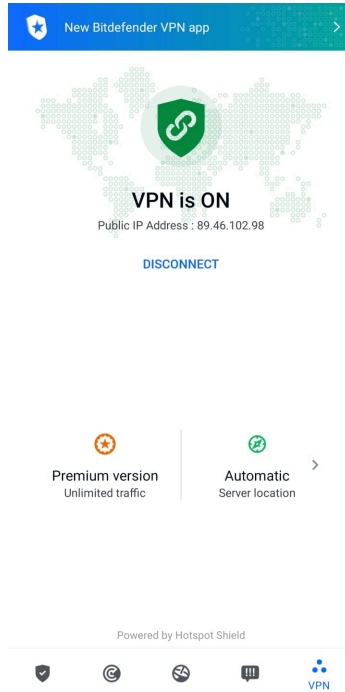 New Bitdefender VPN app
VPN is ON
Public IP Address : 89.46.102.98
DISCONNECT
Premium version
Unlimited traffic
Automatic
Server location
Powered by Hotspot Shield
VPN